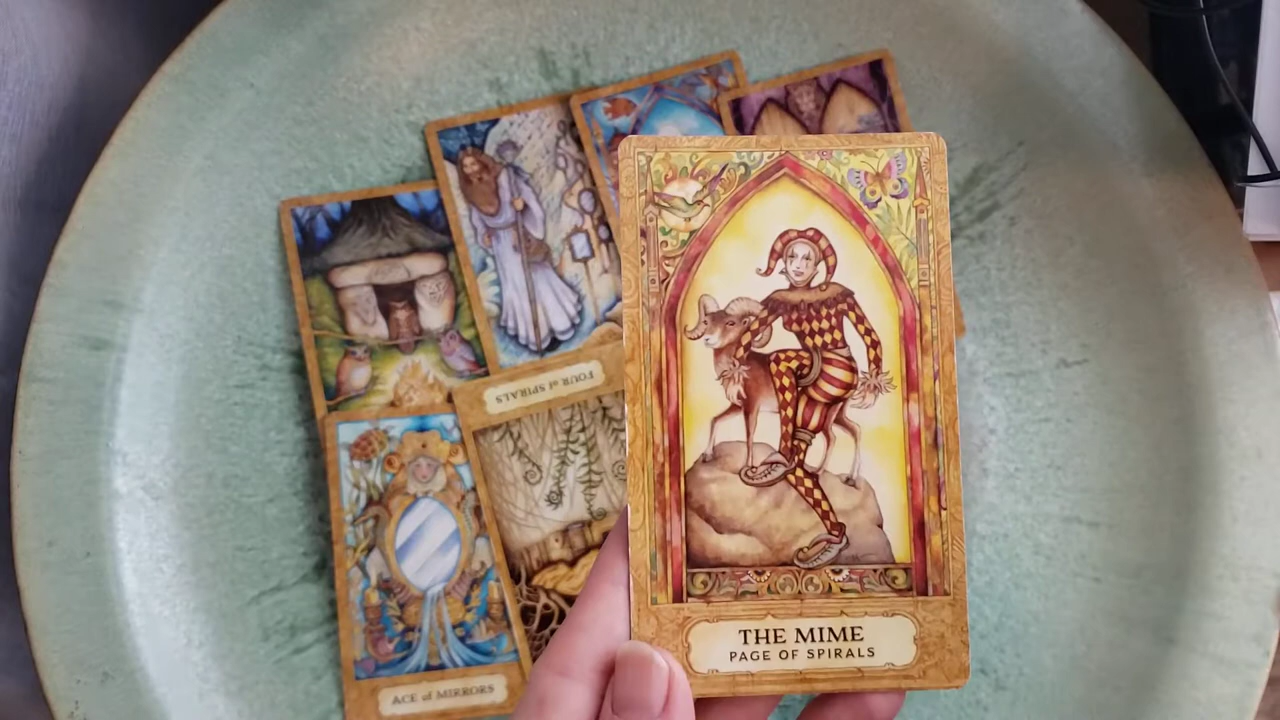 FOUR of SPIRALS
THE MIME
PAGE OF SPIRALS
ACE of MIRRORS